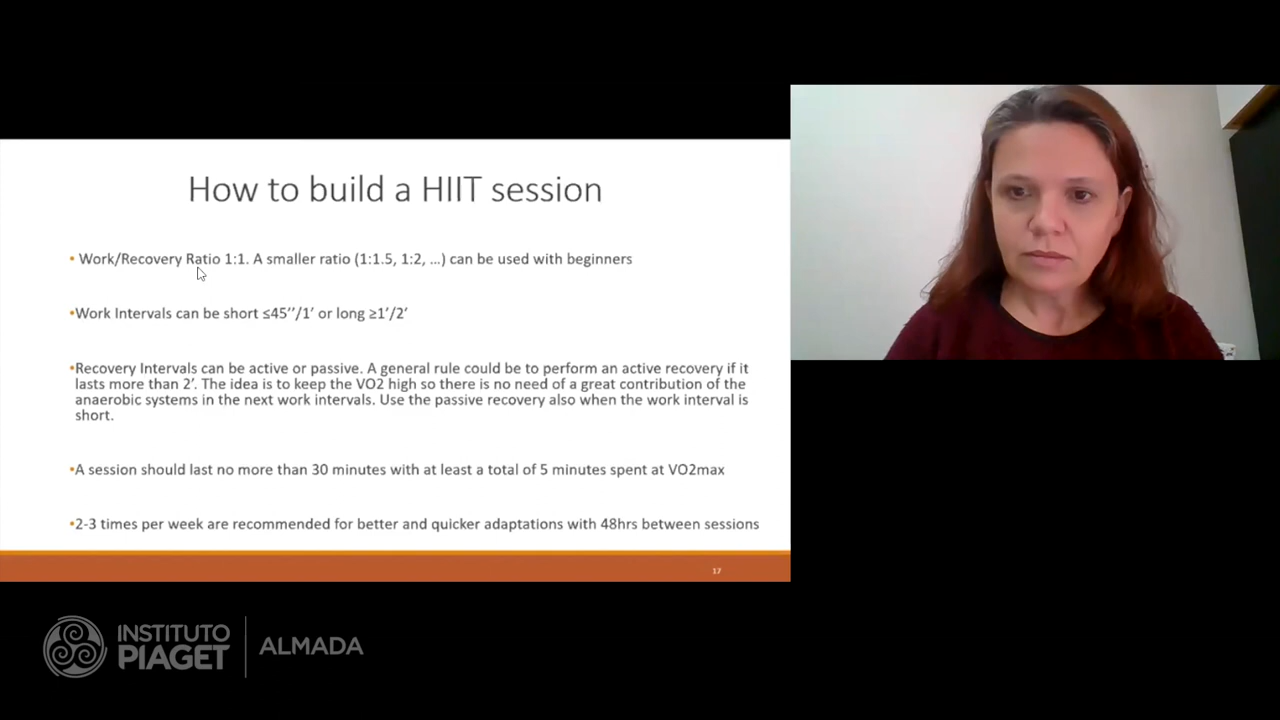 How to build a HIIT session
• Work/Recovery Ratio 1:1. A smaller ratio (1:1.5, 1:2, …) can be used with beginners
•Work Intervals can be short ≤45’’/1’ or long ≥1’/2’
•Recovery Intervals can be active or passive. A general rule could be to perform an active recovery if it
lasts more than 2’. The idea is to keep the VO2 high so there is no need of a great contribution of the
anaerobic systems in the next work intervals. Use the passive recovery also when the work interval is
short.
•A session should last no more than 30 minutes with at least a total of 5 minutes spent at VO2max
•2-3 times per week are recommended for better and quicker adaptations with 48hrs between sessions
17
INSTITUTO
PIAGET
ALMADA